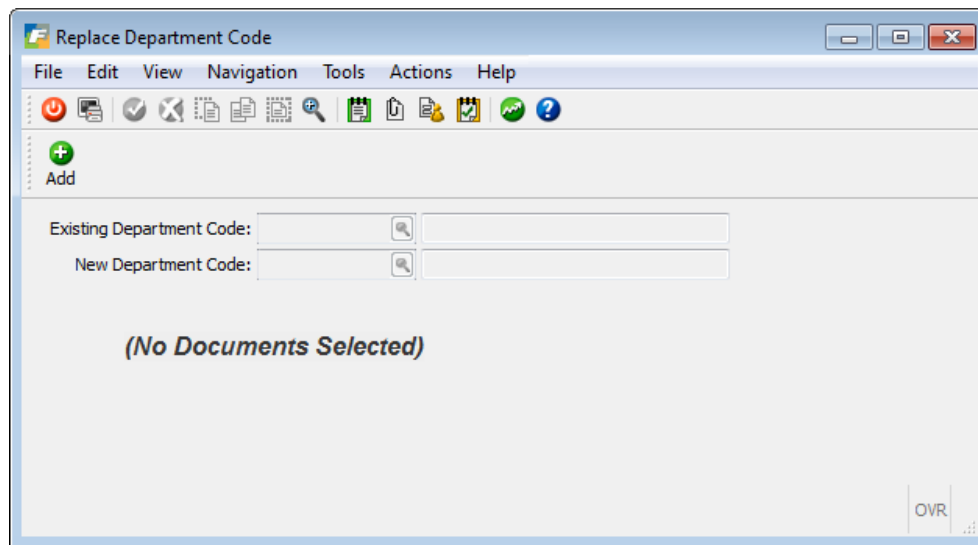 Replace Department Code
File Edit View Navigation Tools Actions Help
Add
Existing Department Code:
New Department Code:
(No Documents Selected)
OVR